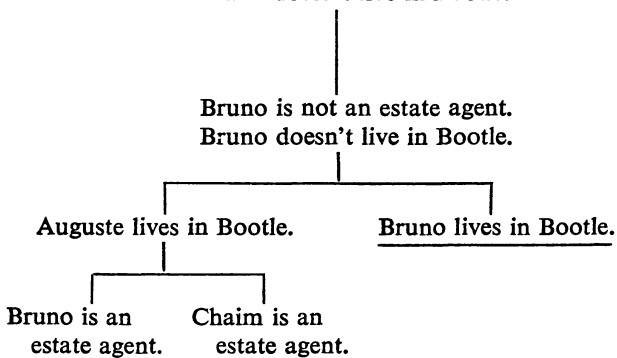 Bruno is not an estate agent.
Bruno doesn't live in Bootle.
Auguste lives in Bootle.
Bruno lives in Bootle.
Bruno is an
estate agent.
Chaim is an
estate agent.